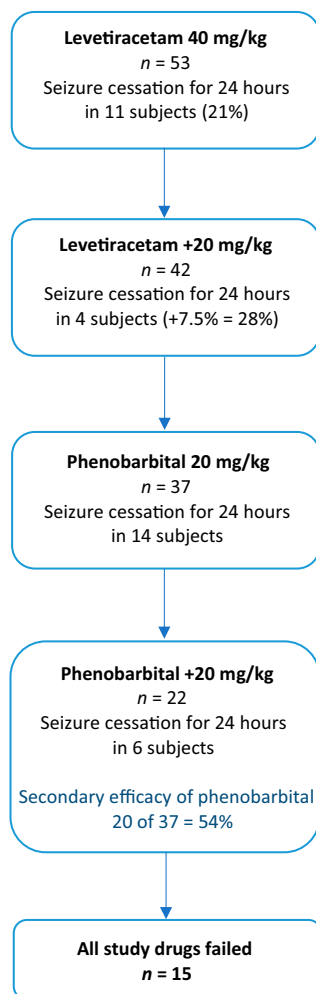 Levetiracetam 40 mg/kg
n = 53
Seizure cessation for 24 hours
in 11 subjects (21%)
Levetiracetam +20 mg/kg
n = 42
Seizure cessation for 24 hours
in 4 subjects (+7.5% = 28%)
Phenobarbital 20 mg/kg
n = 37
Seizure cessation for 24 hours
in 14 subjects
Phenobarbital +20 mg/kg
n = 22
Seizure cessation for 24 hours
in 6 subjects
Secondary efficacy of phenobarbital
20 of 37 = 54%
All study drugs failed
n = 15